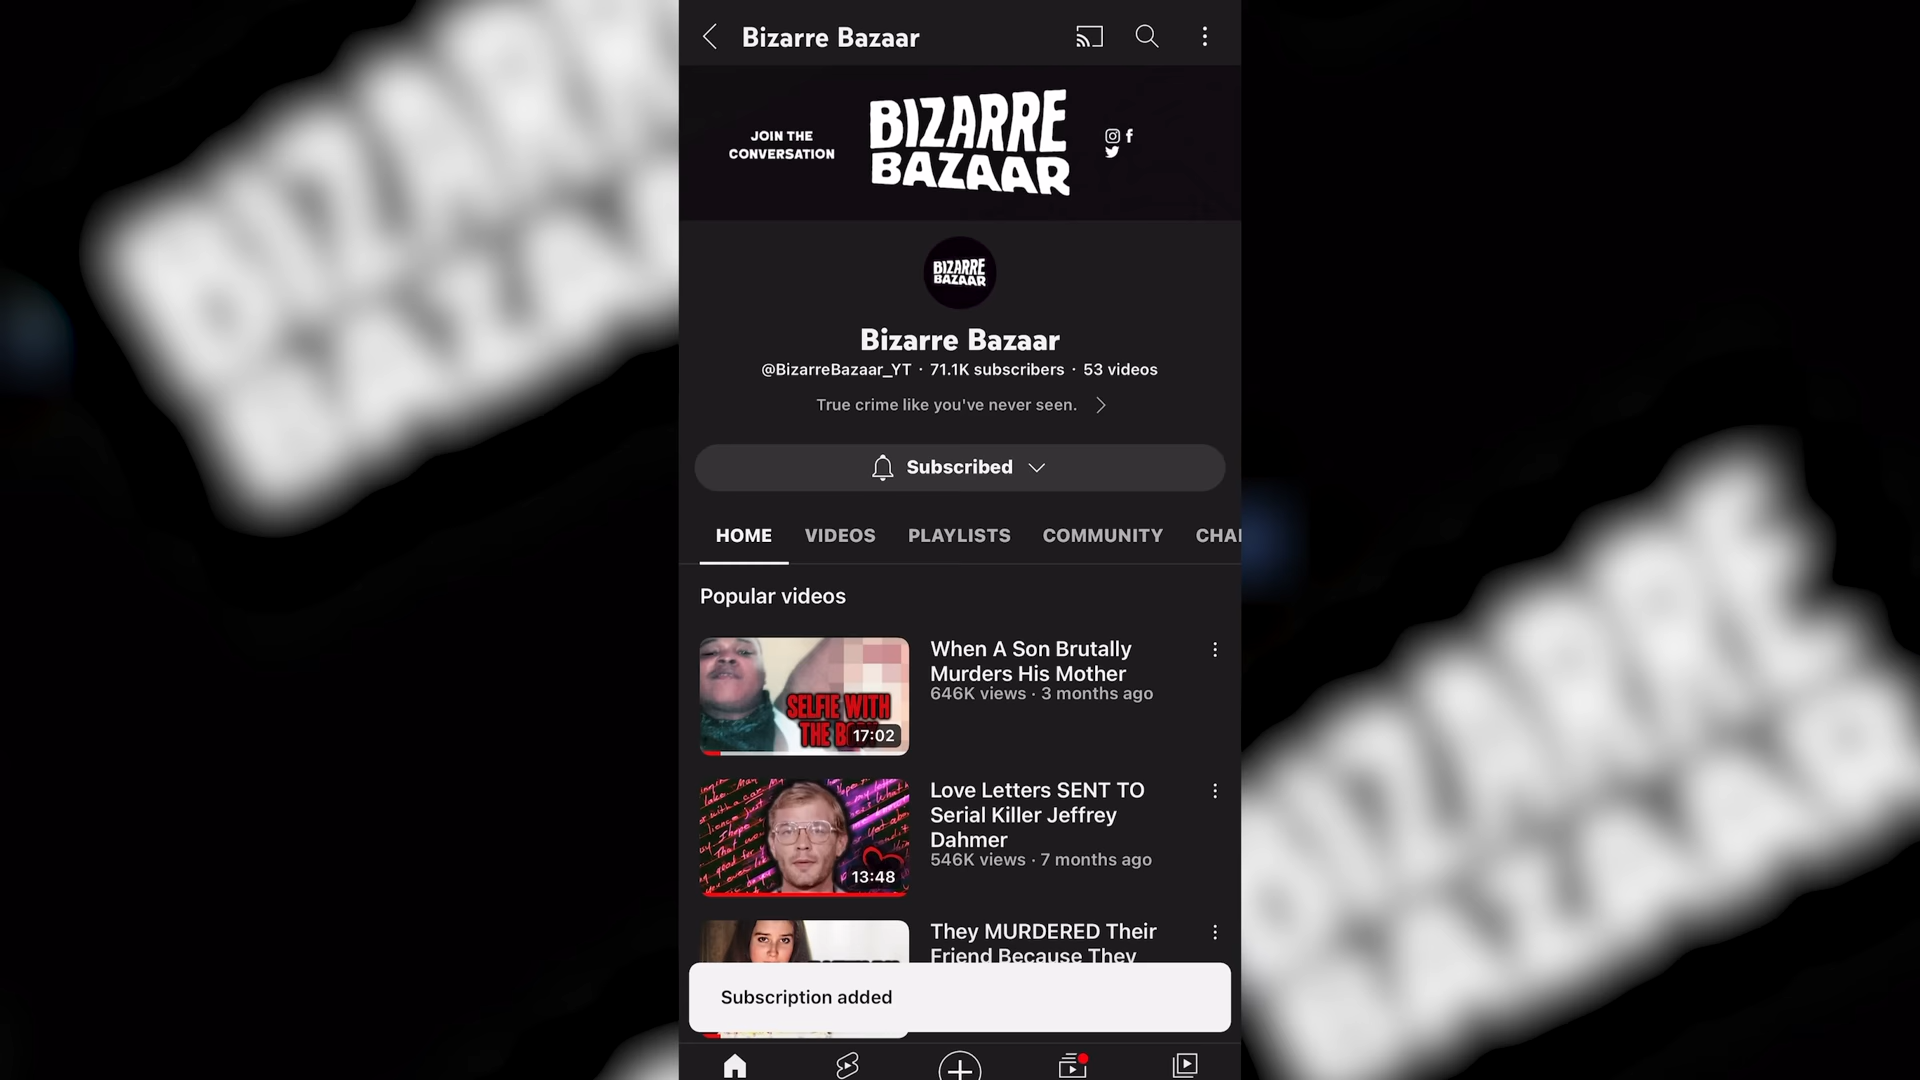 Bizarre Bazaar
JOIN THE
CONVERSATION
BIZARRE
BAZAAR
BIZARRE
BAZAAR
Bizarre Bazaar
@BizarreBazaar_YT · 71.1K subscribers · 53 videos
True crime like you've never seen.
Subscribed
HOME VIDEOS PLAYLISTS COMMUNITY CHA
Popular videos
SELFIE WITH
THE
17:02
When A Son Brutally
Murders His Mother
646K views · 3 months ago
13:48
Love Letters SENT TO
Serial Killer Jeffrey
Dahmer
546K views · 7 months ago
They MURDERED Their
Friend Because They
Subscription added